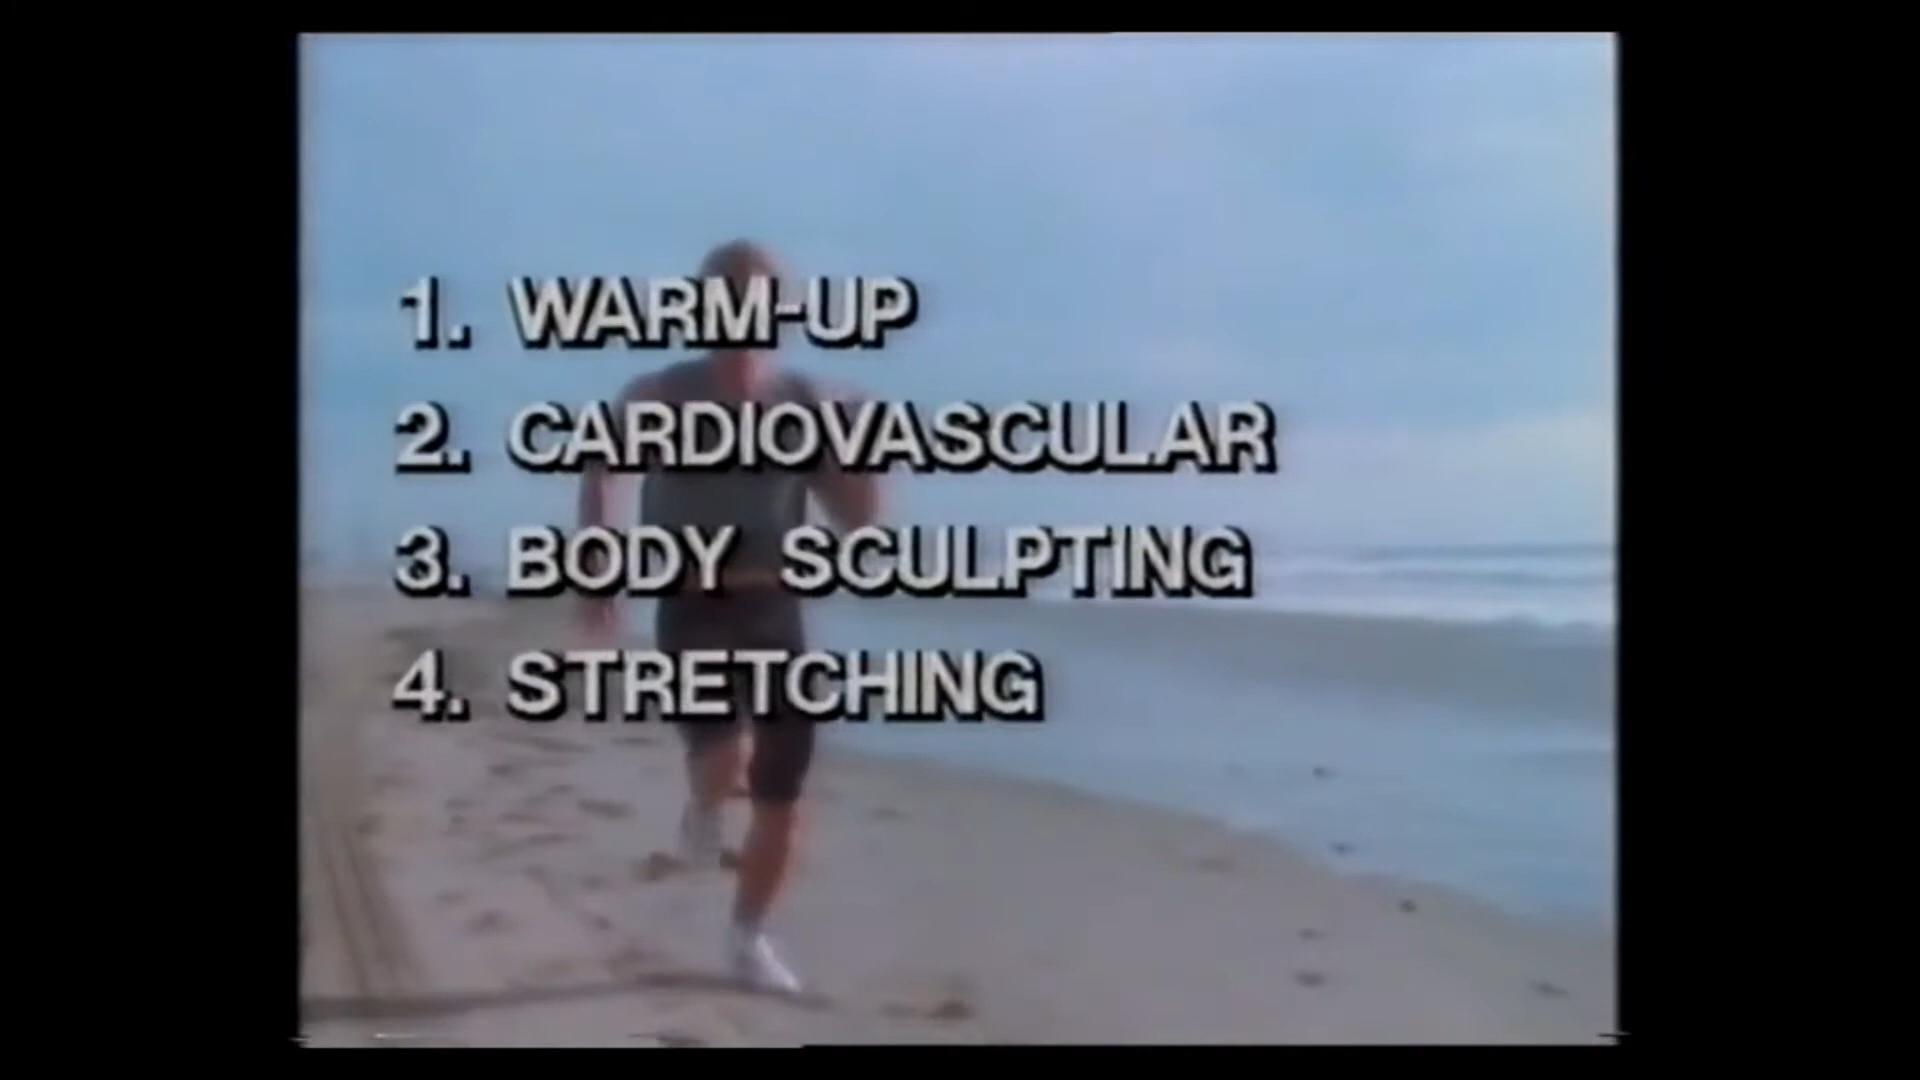 1. WARM-UP
2. CARDIOVASCULAR
3. BODY SCULPTING
4. STRETCHING